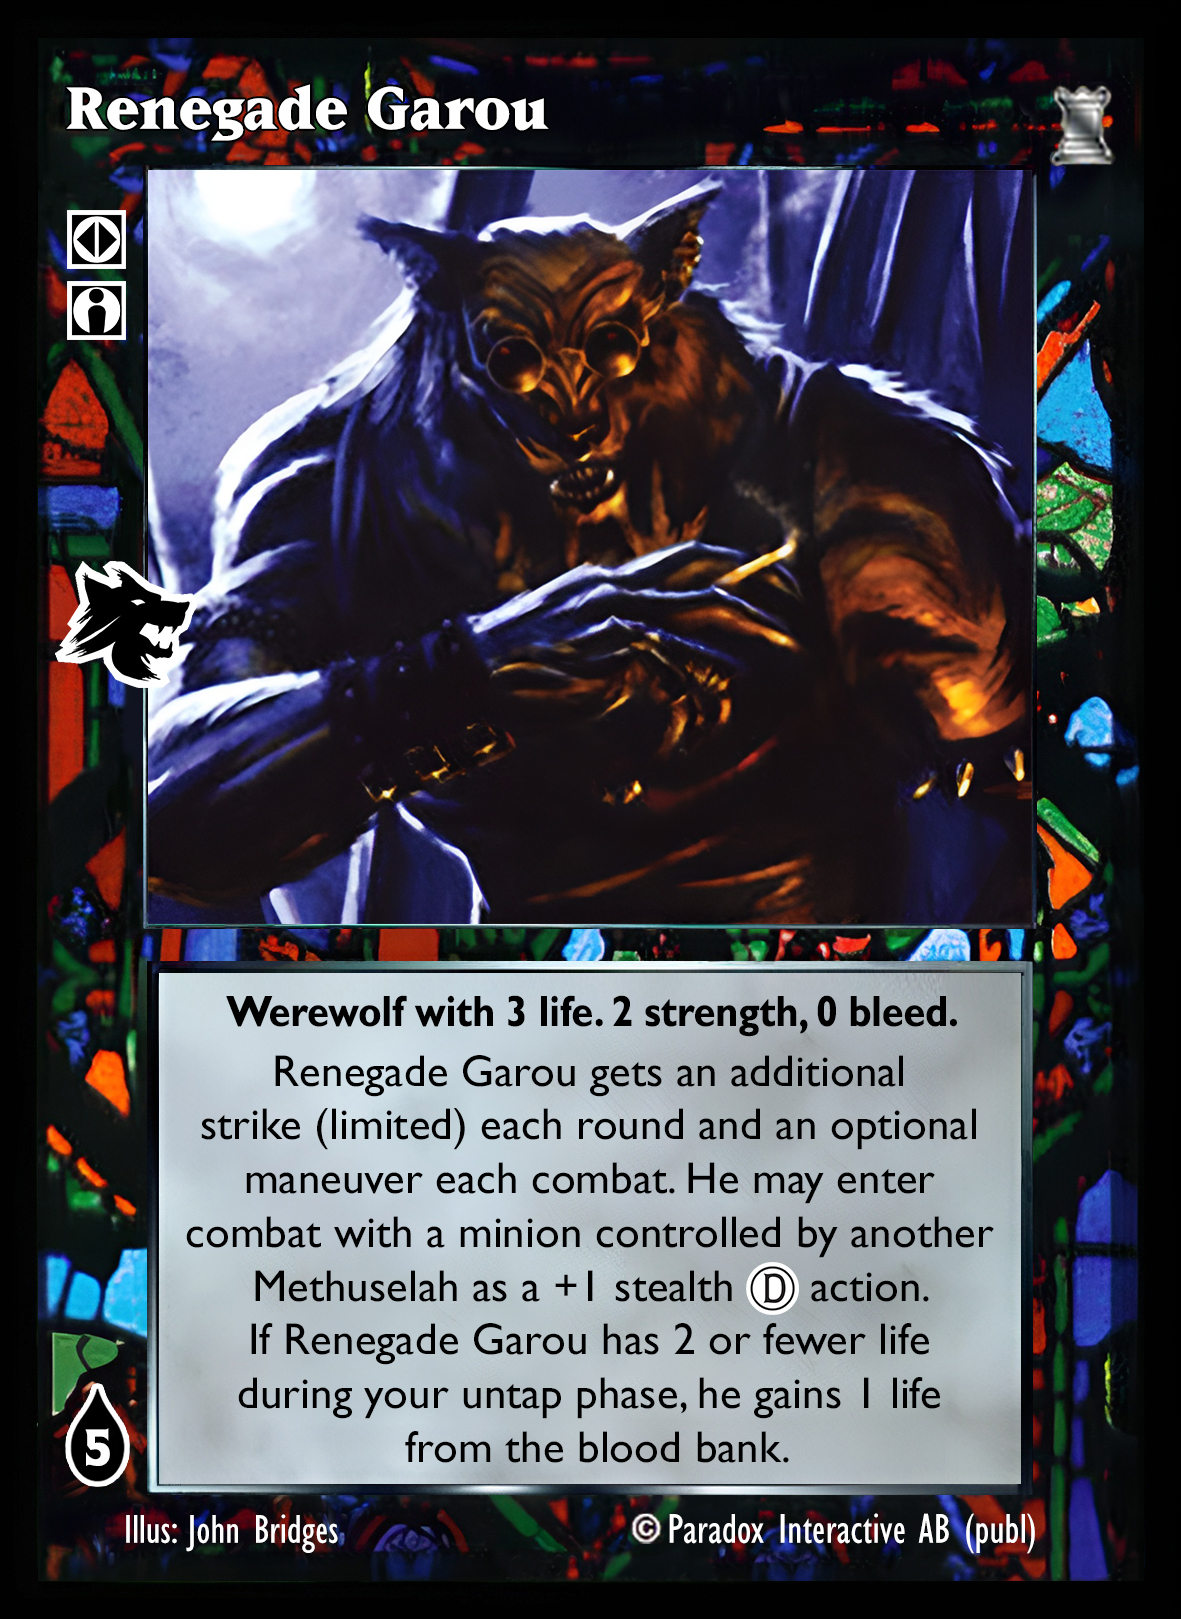 Renegade Garou
Werewolf with 3 life. 2 strength, 0 bleed.
Renegade Garou gets an additional
strike (limited) each round and an optional
maneuver each combat. He may enter
combat with a minion controlled by another
Methuselah as a +1 stealth Ⓓ action.
If Renegade Garou has 2 or fewer life
during your untap phase, he gains 1 life
from the blood bank.
5
Illus: John Bridges
© Paradox Interactive AB (publ)